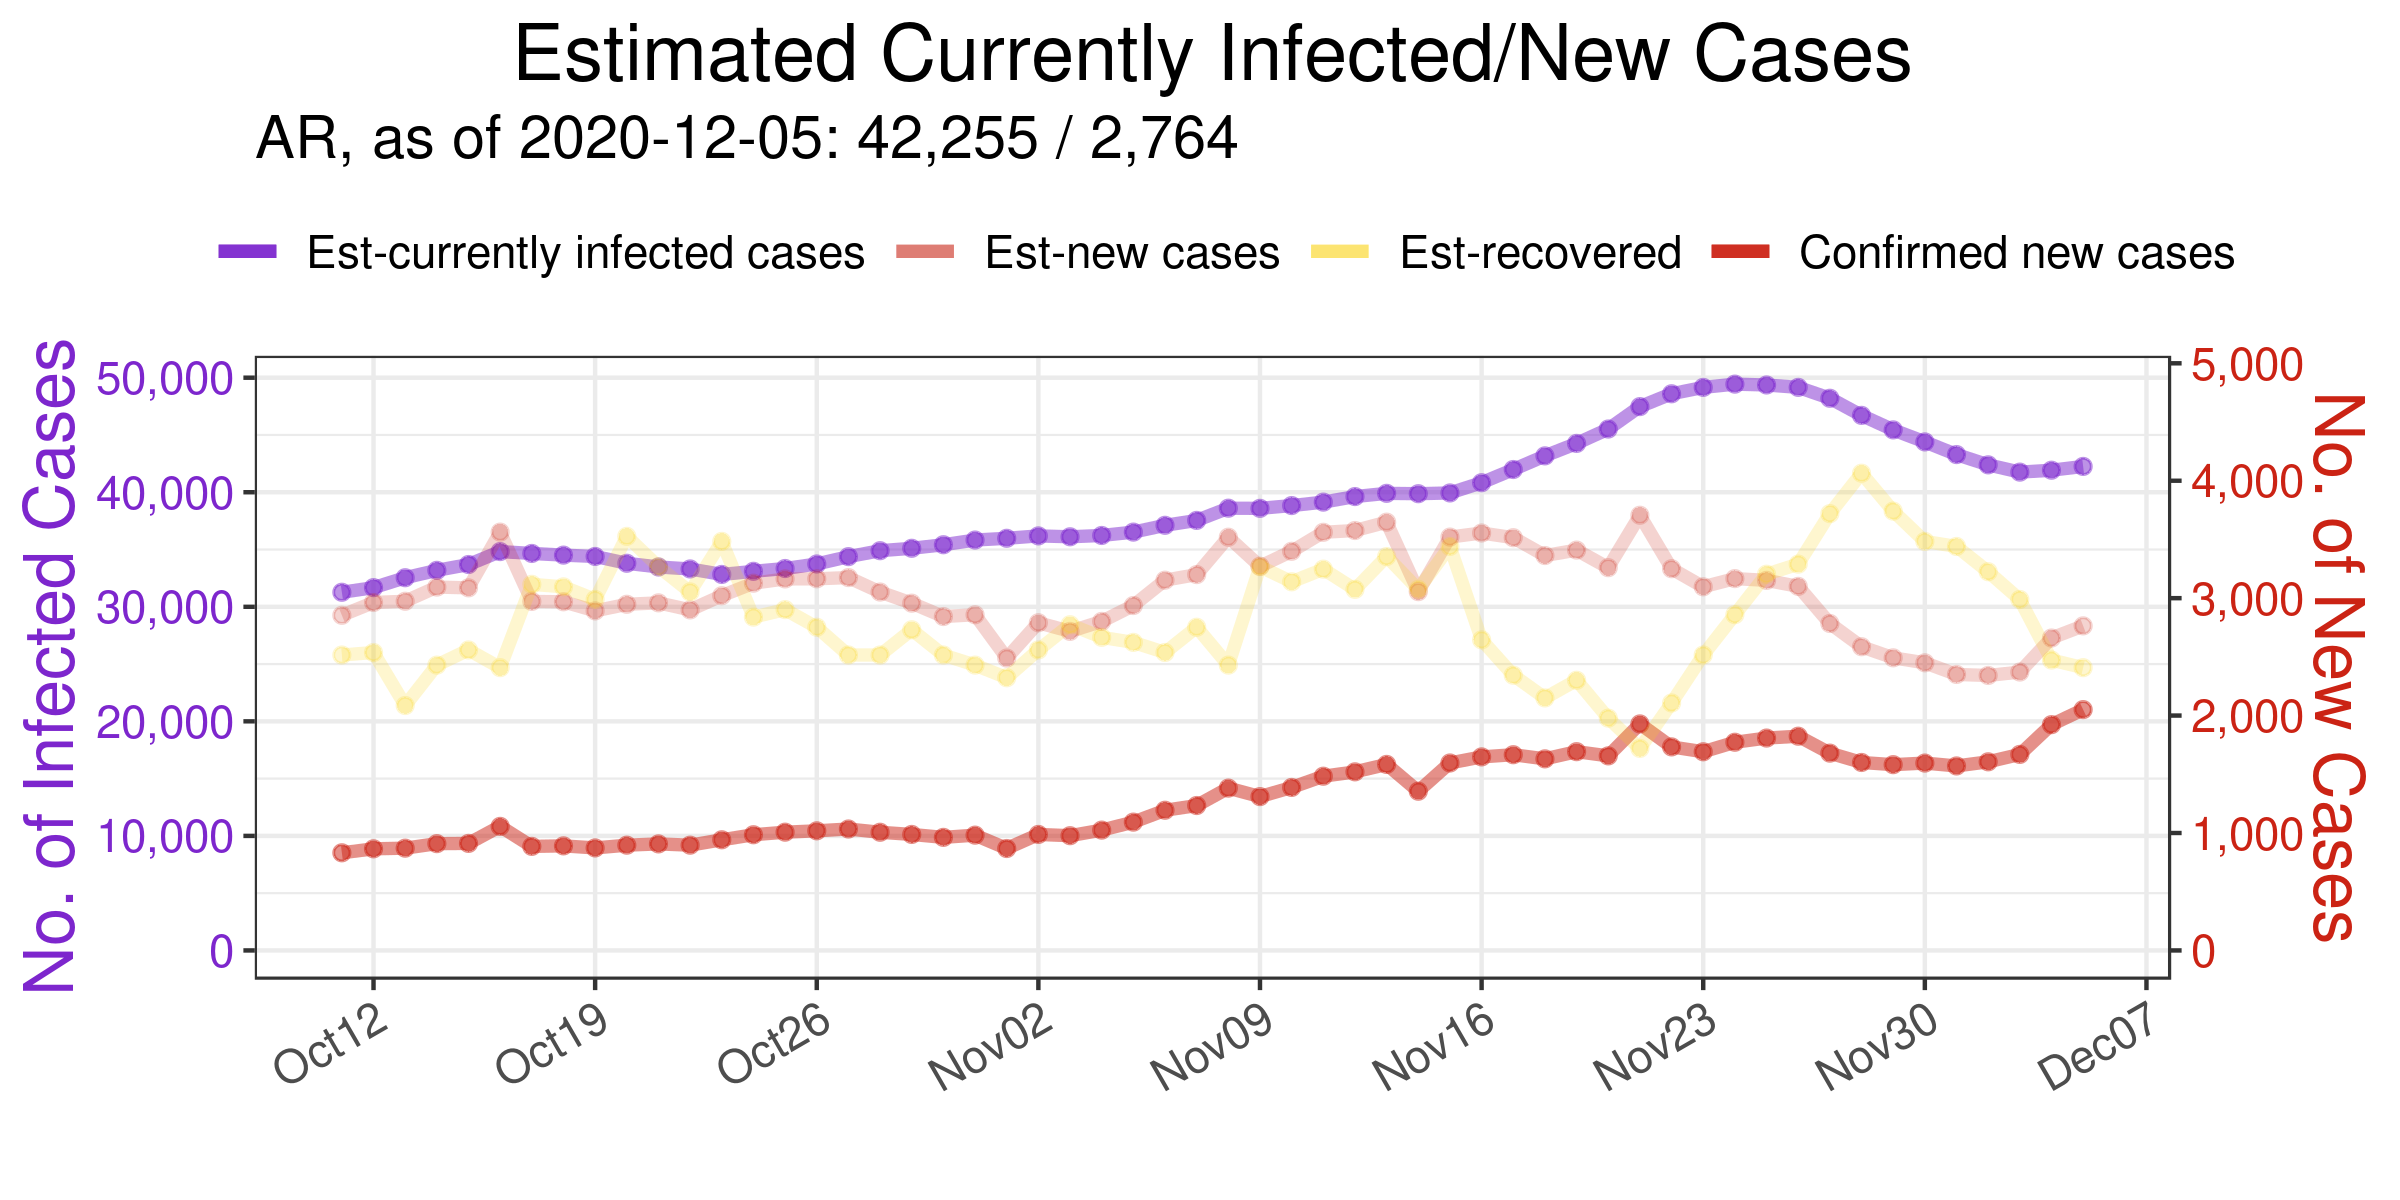 Estimated Currently Infected/New Cases
AR, as of 2020-12-05: 42,255 / 2,764
Est-currently infected cases Est-new cases Est-recovered Confirmed new cases
No. of Infected Cases
50,000
40,000
30,000
20,000
10,000
0
5,000
4,000
3,000
2,000
1,000
0
No. of New Cases
Oct12 Oct19 Oct26 Nov02 Nov09 Nov16 Nov23 Nov30 Dec07